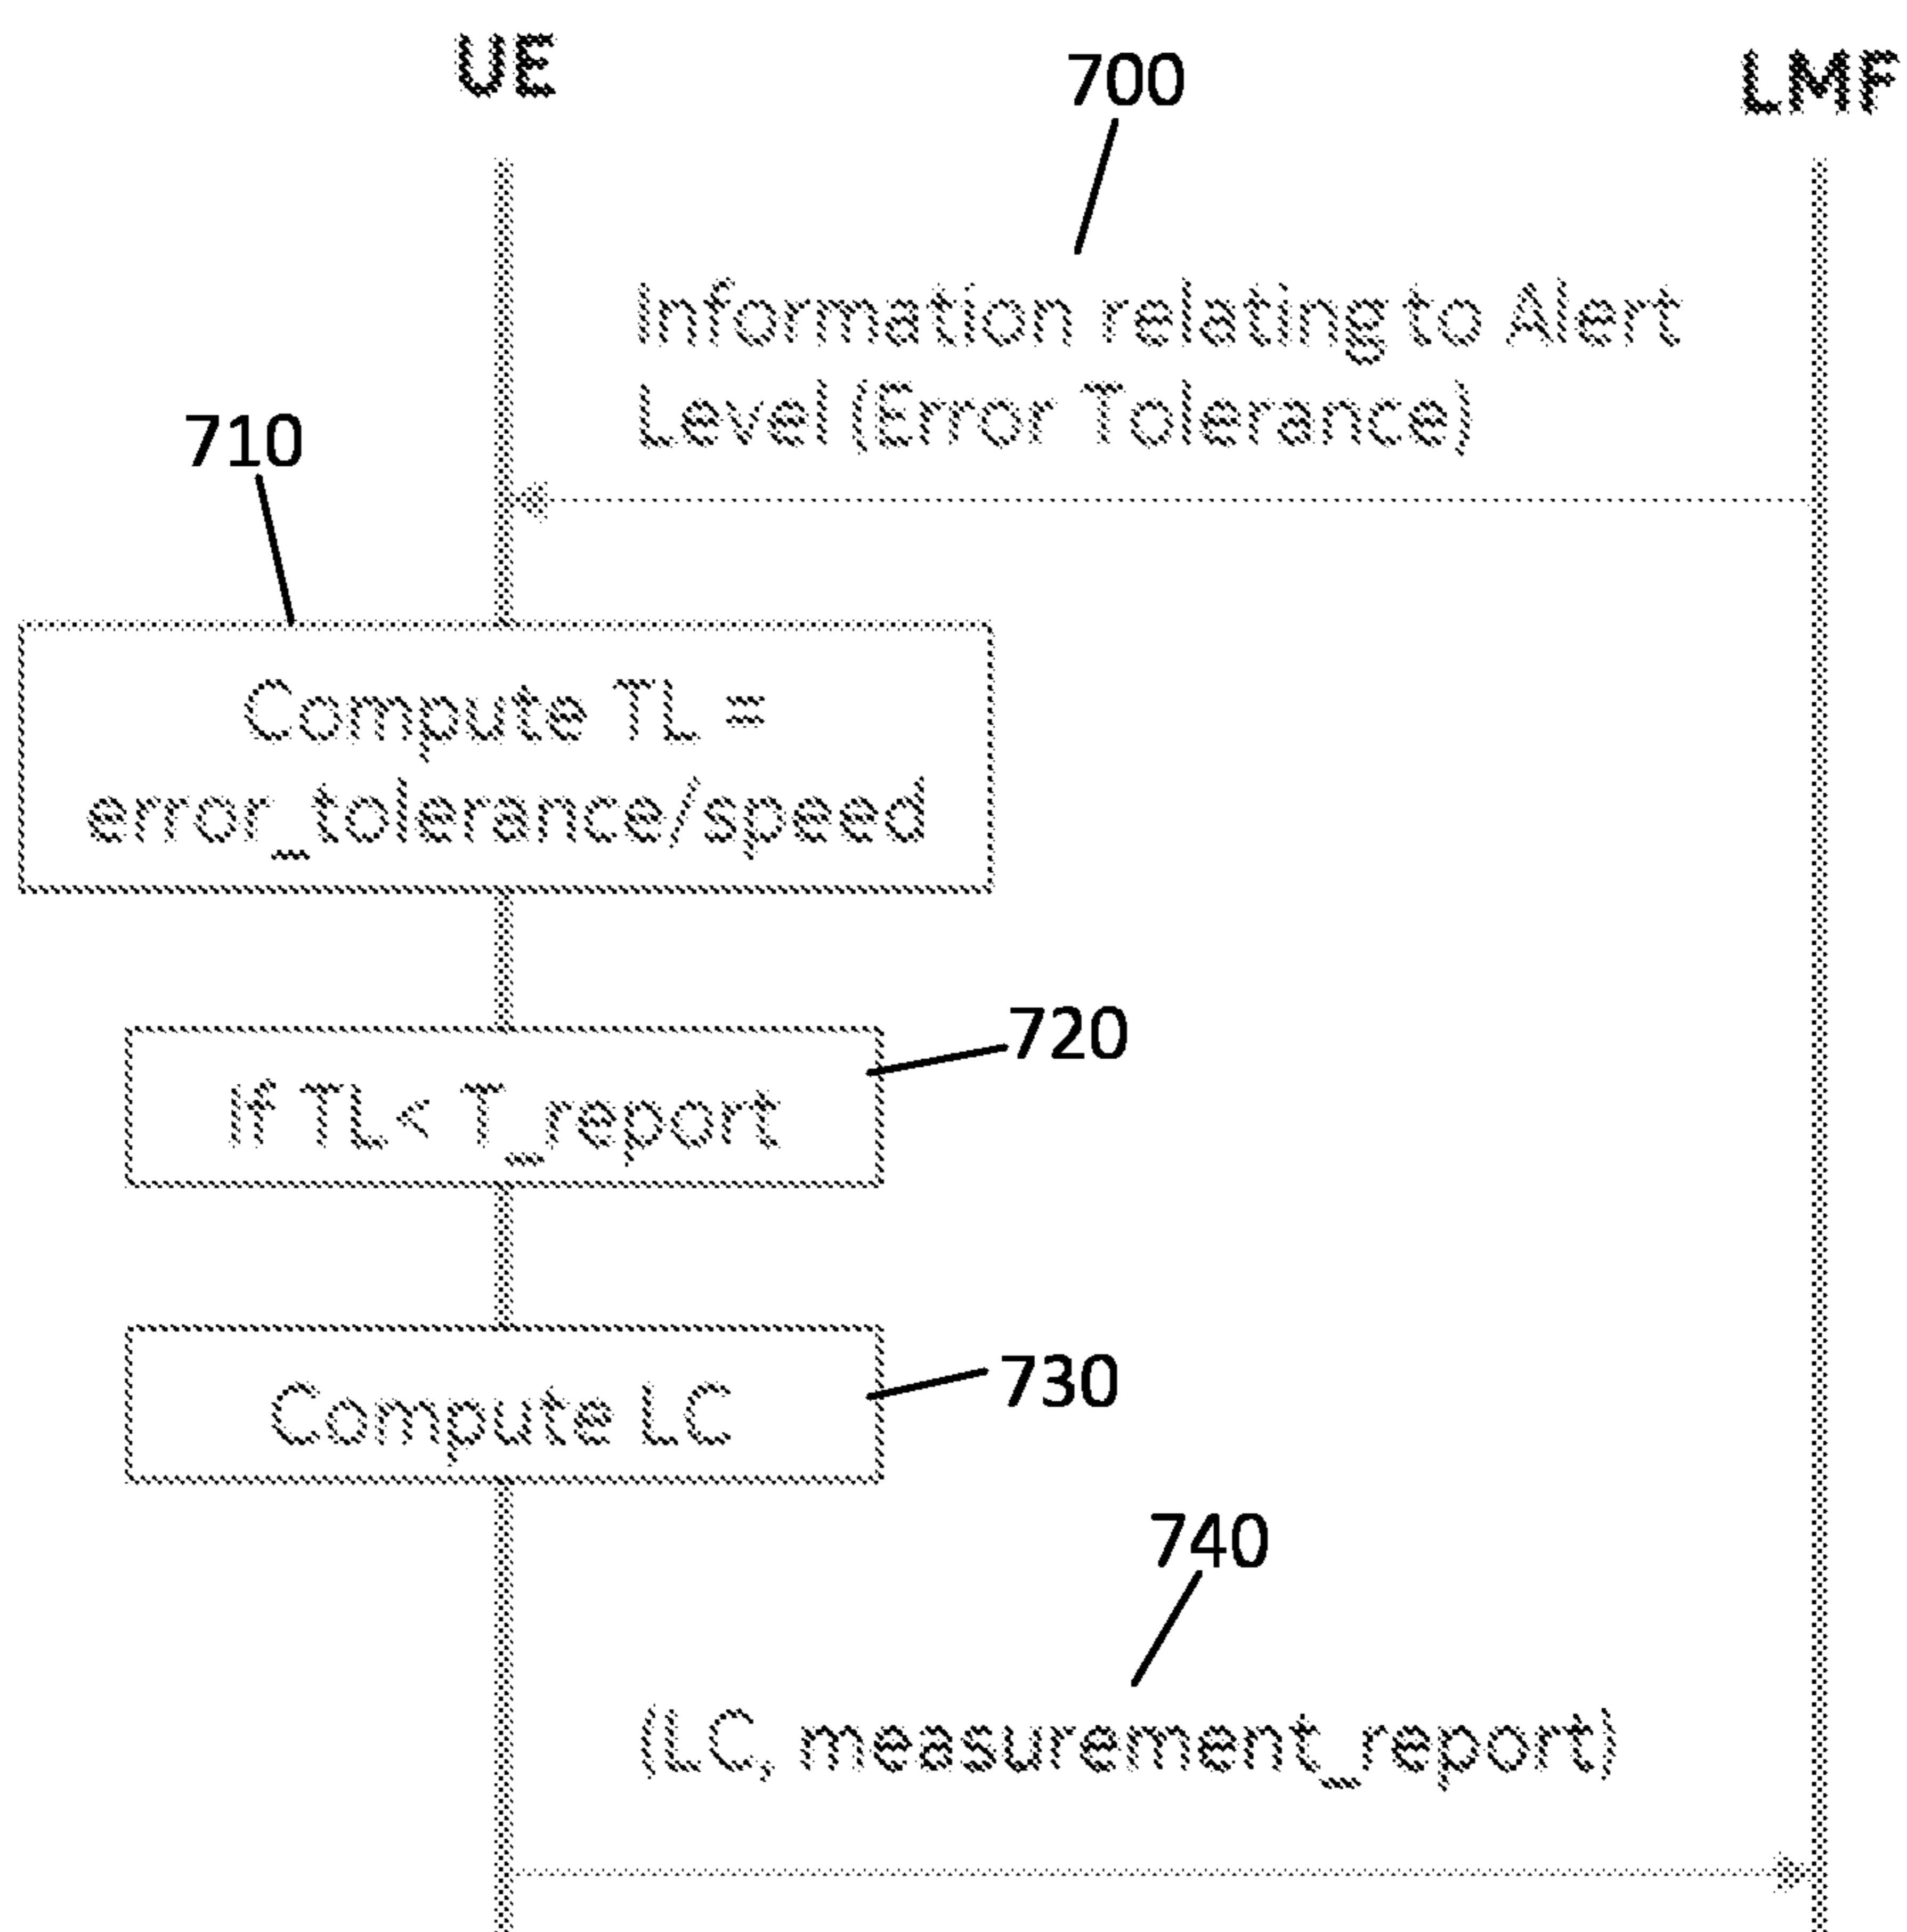 UE
700
LMF
Information relating to Alert
Level (Error Tolerance)
710
Compute TL =
error_tolerance/speed
720
If TL< T_report
730
Compute LC
740
(LC, measurement_report)